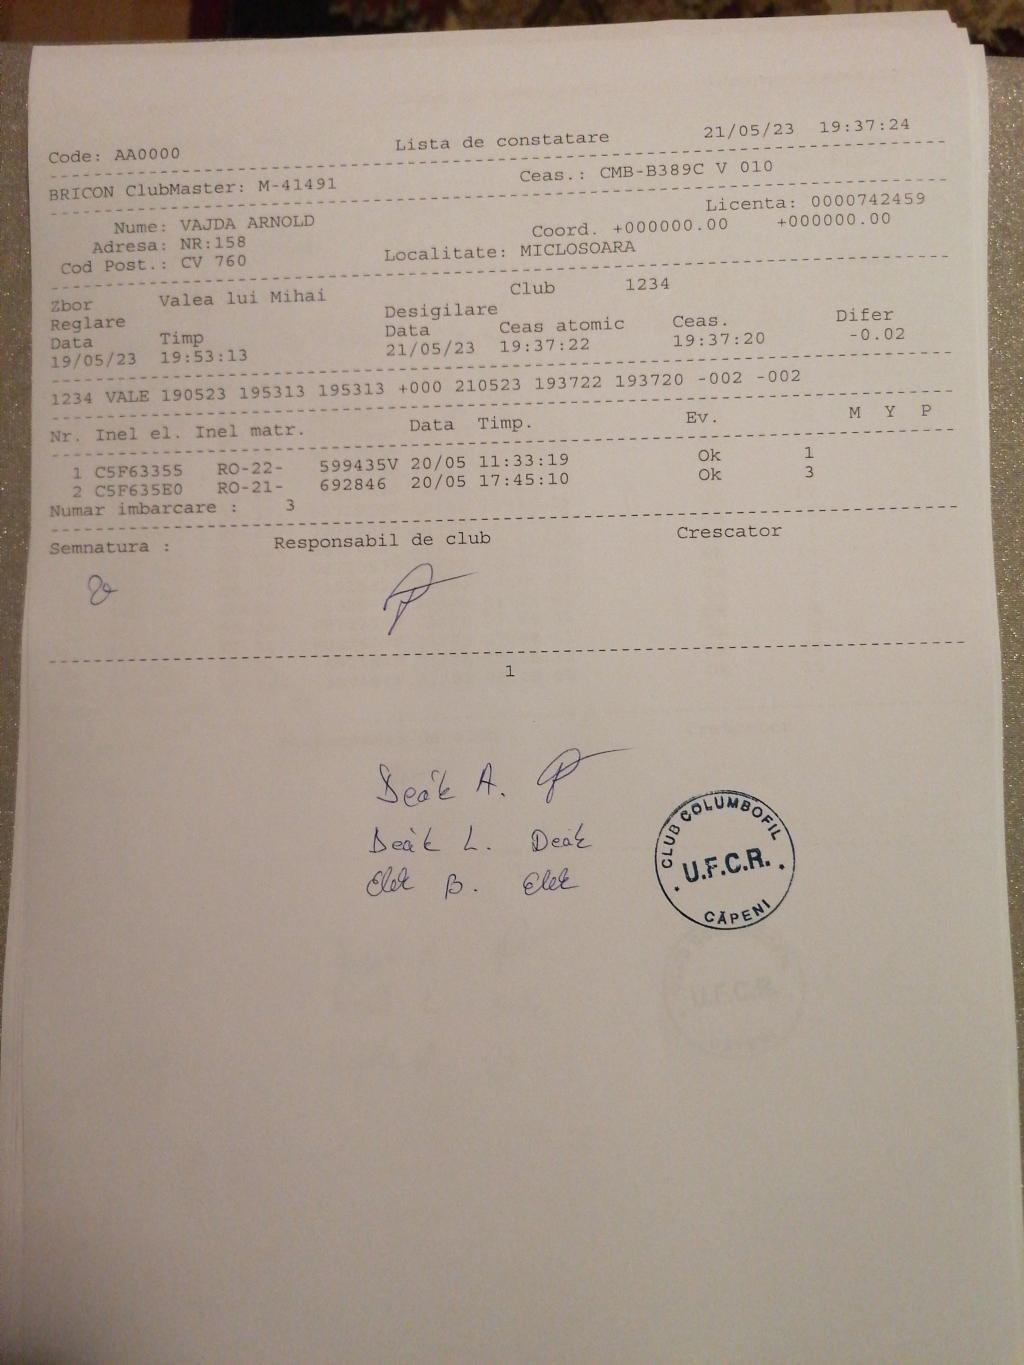 Code: AA0000 Lista de constatare 21/05/23 19:37:24
BRICON ClubMaster: M-41491 Ceas.: CMB-B389C V 010
Nume: VAJDA ARNOLD Licenta: 0000742459
Adresa: NR:158 Coord. +000000.00 +000000.00
Cod Post.: CV 760 Localitate: MICLOSOARA
Zbor Valea lui Mihai Club 1234
Reglare Desigilare
Data Timp Data Ceas atomic Ceas. Difer
19/05/23 19:53:13 21/05/23 19:37:22 19:37:20 -0.02
1234 VALE 190523 195313 195313 +000 210523 193722 193720 -002 -002
Nr. Inel el. Inel matr. Data Timp. Ev. M Y P
1 C5F63355 RO-22- 599435V 20/05 11:33:19 Ok 1
2 C5F635E0 RO-21- 692846 20/05 17:45:10 Ok 3
Numar imbarcare : 3
Semnatura : Responsabil de club Crescator
1
Deák A.
Deák L. Deák
Elek B. Elek
CLUB COLUMBOFIL
U.F.C.R.
CĂPENI